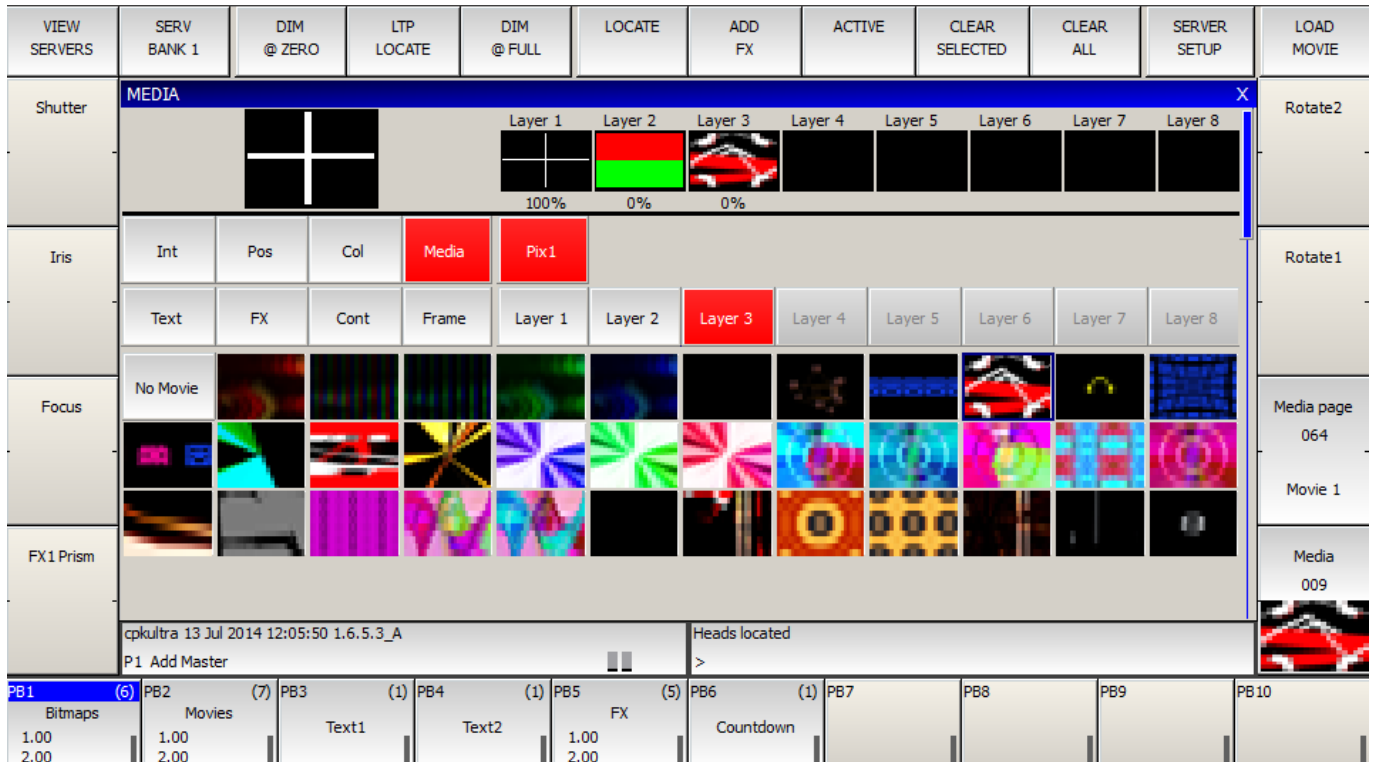 VIEW SERVERS
SERV BANK 1
DIM @ ZERO
LTP LOCATE
DIM @ FULL
LOCATE
ADD FX
ACTIVE
CLEAR SELECTED
CLEAR ALL
SERVER SETUP
LOAD MOVIE
Shutter
-
Iris
-
Focus
-
FX1 Prism
-
MEDIA X
Layer 1 Layer 2 Layer 3 Layer 4 Layer 5 Layer 6 Layer 7 Layer 8
100% 0% 0%
Int Pos Col Media Pix1
Text FX Cont Frame Layer 1 Layer 2 Layer 3 Layer 4 Layer 5 Layer 6 Layer 7 Layer 8
No Movie
Rotate2
Rotate1
Media page
064
Movie 1
Media
009
cpkultra 13 Jul 2014 12:05:50 1.6.5.3_A
P1 Add Master
Heads located
>
PB1 (6)
Bitmaps
1.00
2.00
PB2 (7)
Movies
1.00
2.00
PB3 (1)
Text1
PB4 (1)
Text2
PB5 (5)
FX
1.00
2.00
PB6 (1)
Countdown
PB7
PB8
PB9
PB10